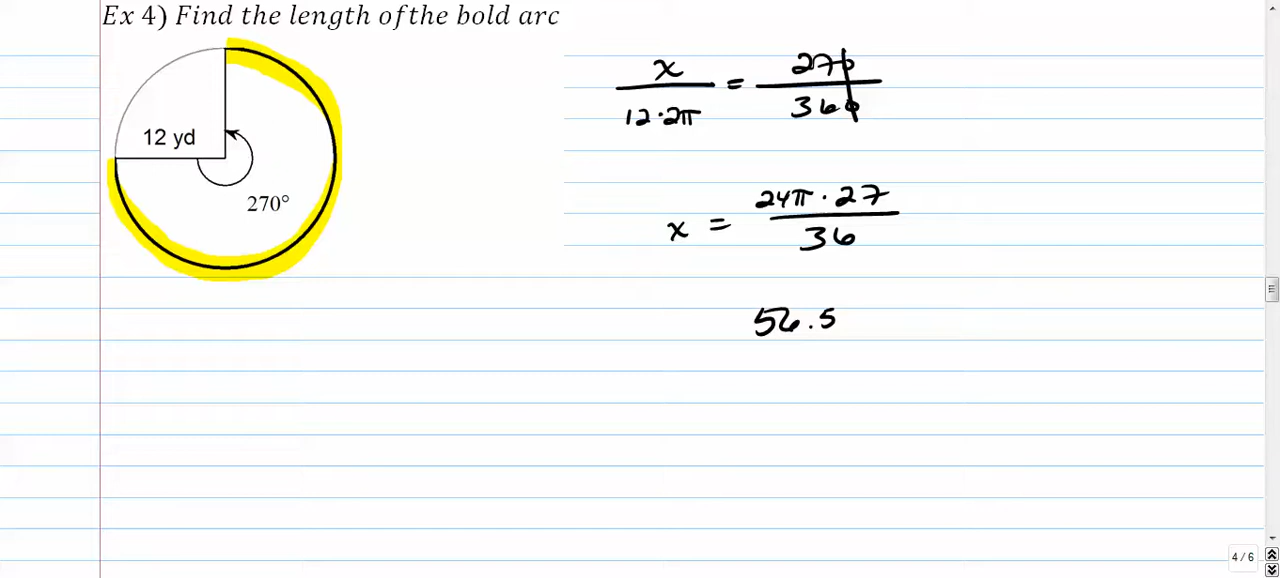 Ex 4) Find the length of the bold arc
12 yd
270°
x / 12·2π = 270 / 360
x = 24π·27 / 36
56.5
4 / 6